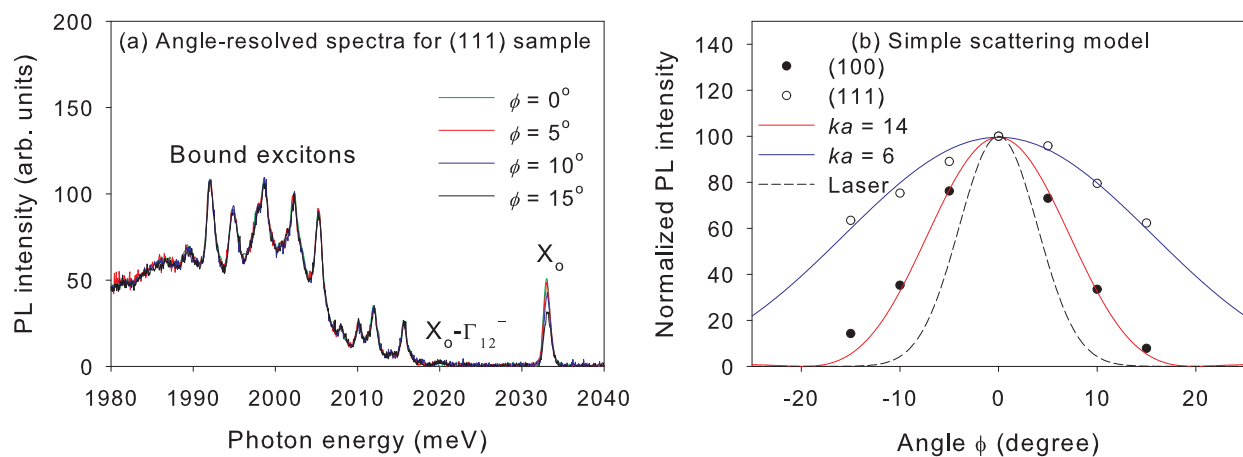 (a) Angle-resolved spectra for (111) sample
PL intensity (arb. units)
200
150
100
50
0
ϕ = 0°
ϕ = 5°
ϕ = 10°
ϕ = 15°
Bound excitons
Xₒ
Xₒ-Γ₁₂⁻
1980 1990 2000 2010 2020 2030 2040
Photon energy (meV)
(b) Simple scattering model
Normalized PL intensity
140
120
100
80
60
40
20
0
(100)
(111)
ka = 14
ka = 6
Laser
-20 -10 0 10 20
Angle ϕ (degree)